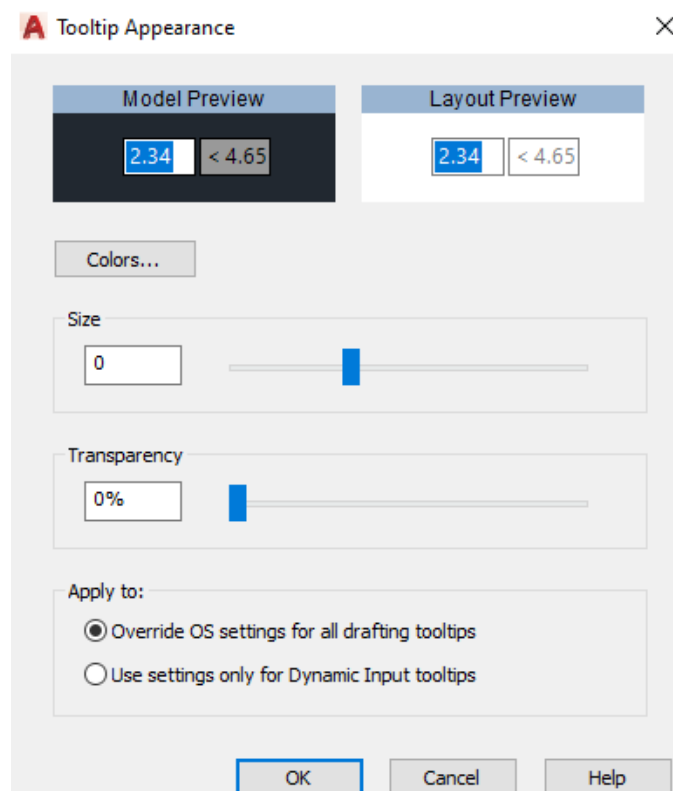 Tooltip Appearance
Model Preview
Layout Preview
2.34 < 4.65
2.34 < 4.65
Colors...
Size
0
Transparency
0%
Apply to:
Override OS settings for all drafting tooltips
Use settings only for Dynamic Input tooltips
OK Cancel Help